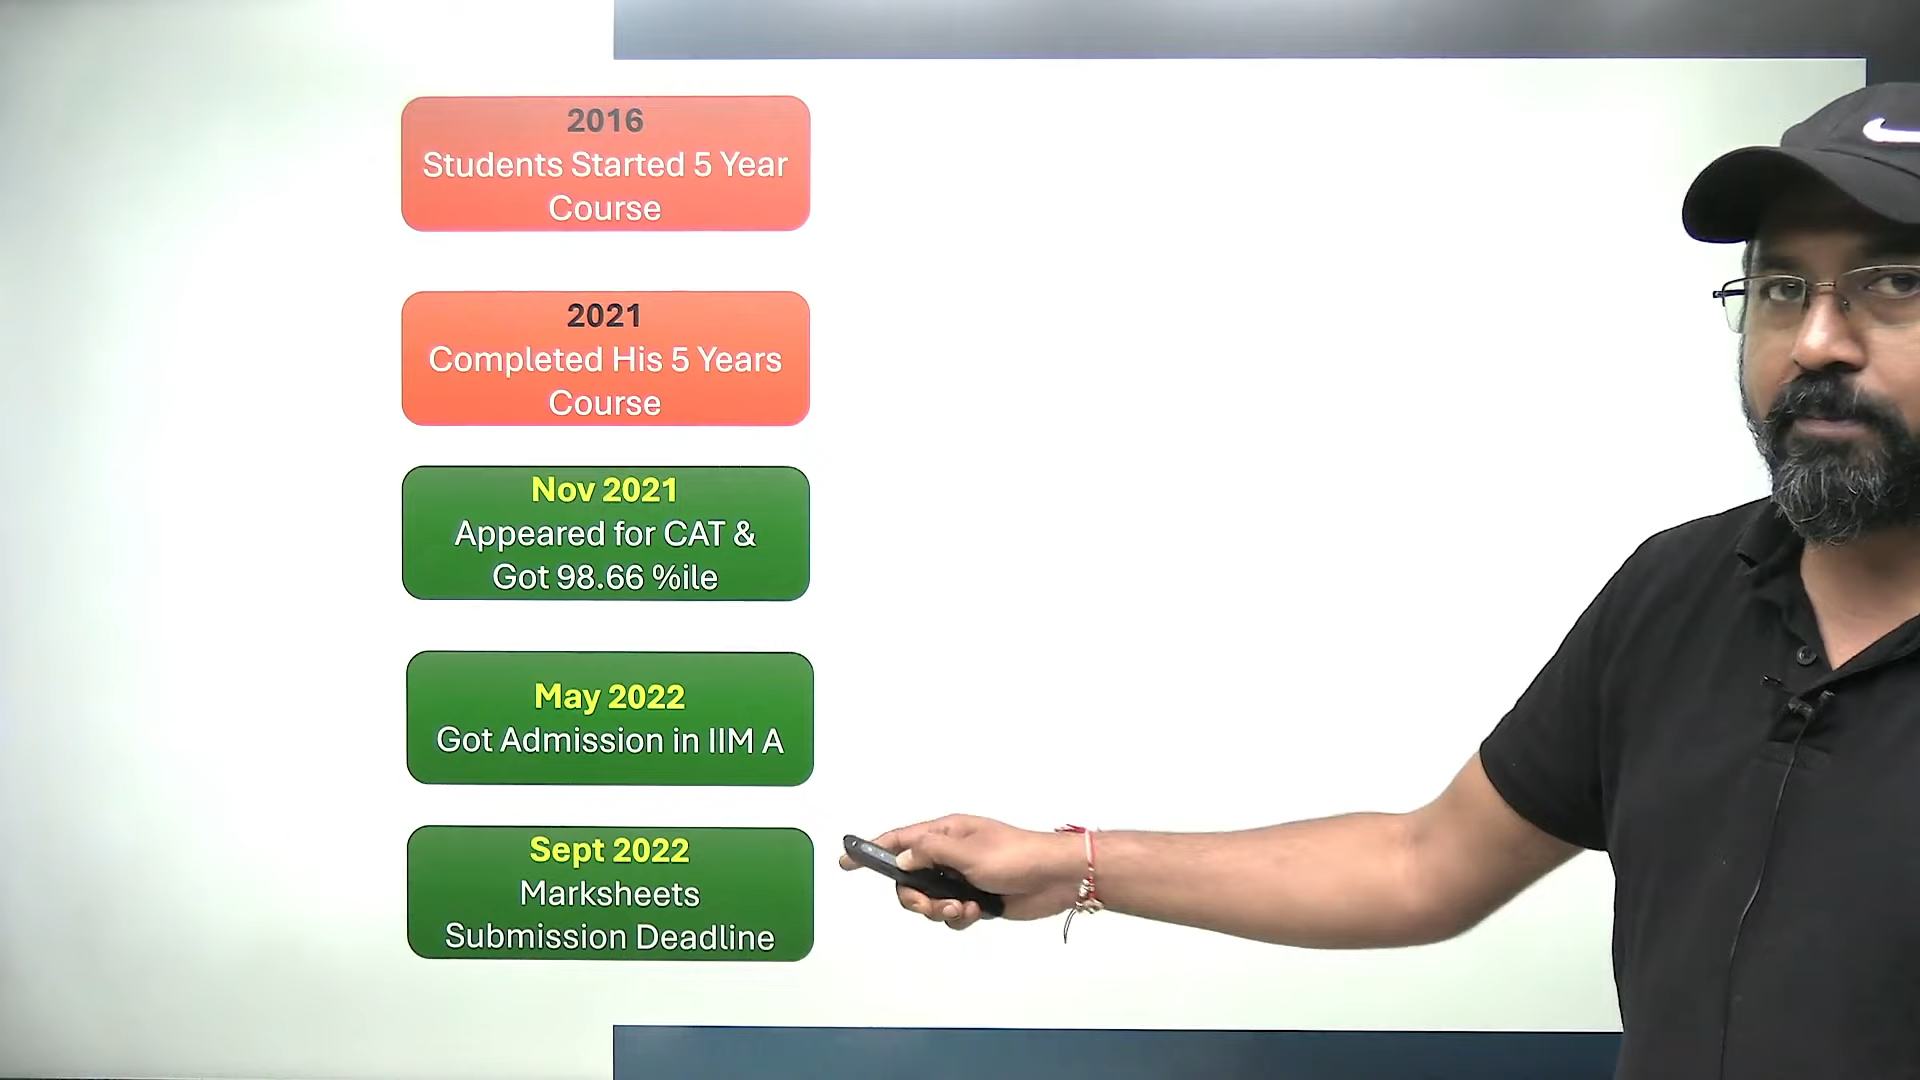 2016
Students Started 5 Year
Course
2021
Completed His 5 Years
Course
Nov 2021
Appeared for CAT &
Got 98.66 %ile
May 2022
Got Admission in IIM A
Sept 2022
Marksheets
Submission Deadline